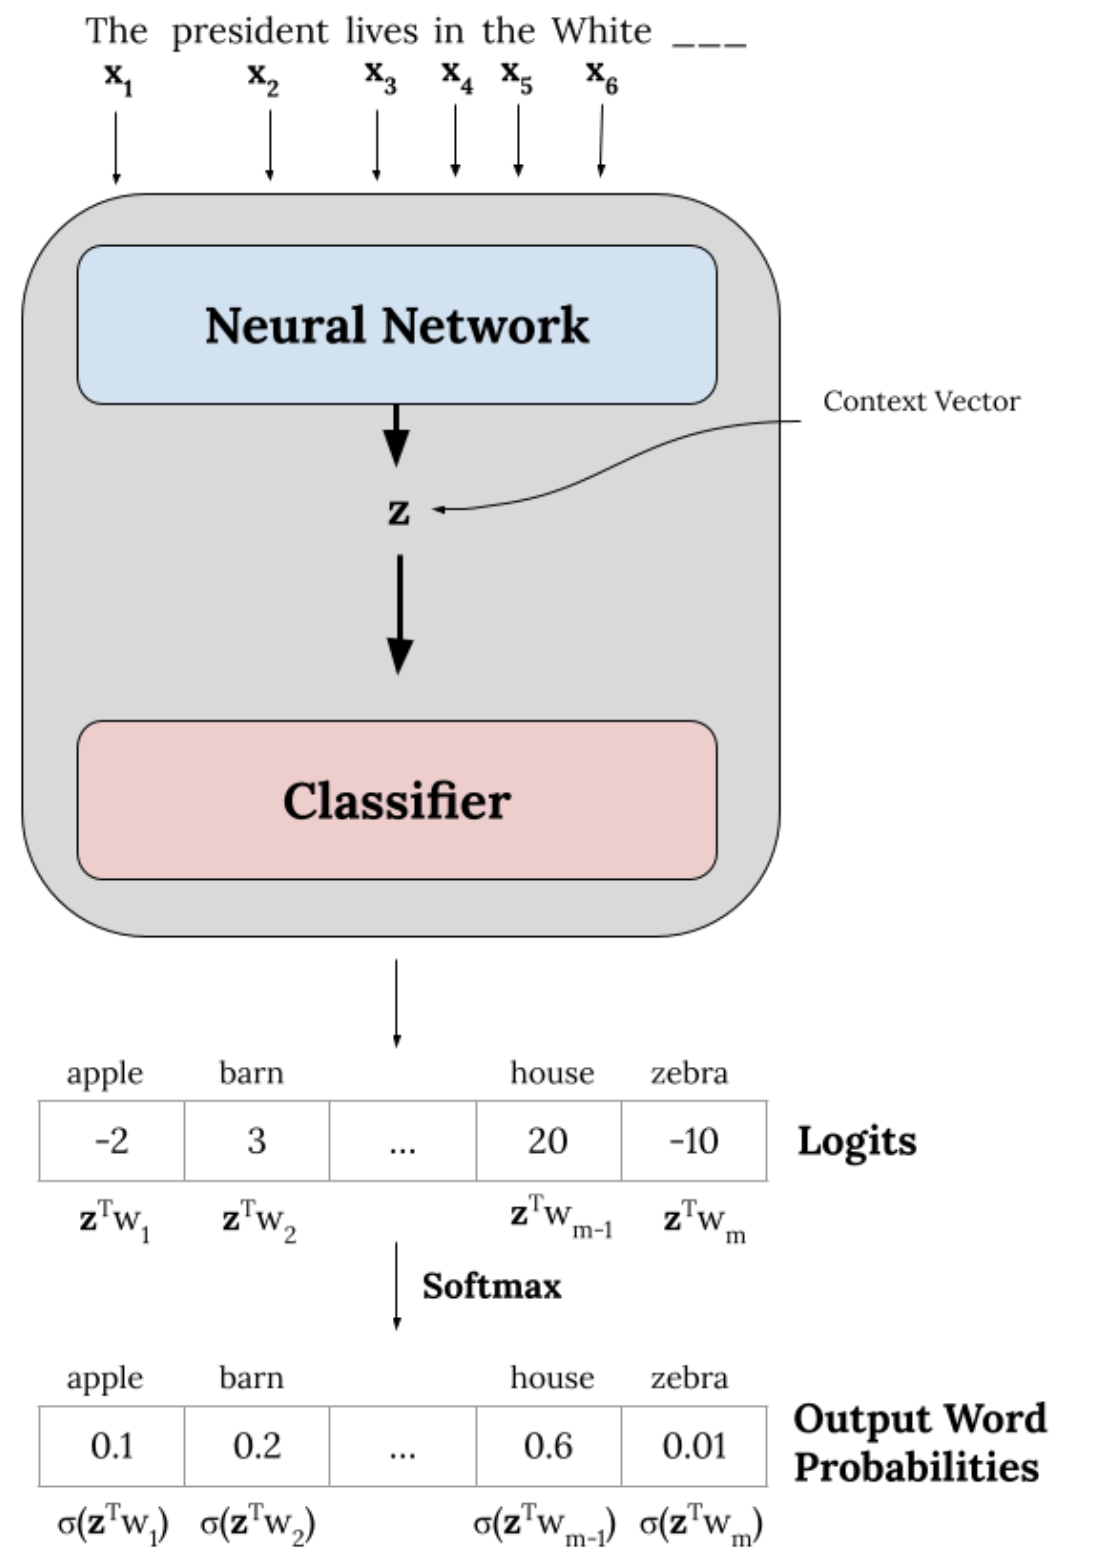 The president lives in the White ___
x₁ x₂ x₃ x₄ x₅ x₆
Neural Network
Context Vector
z
Classifier
apple barn house zebra
-2 3 ... 20 -10 Logits
zᵀw₁ zᵀw₂ zᵀwₘ₋₁ zᵀwₘ
Softmax
apple barn house zebra
0.1 0.2 ... 0.6 0.01
Output Word
Probabilities
σ(zᵀw₁) σ(zᵀw₂) σ(zᵀwₘ₋₁) σ(zᵀwₘ)